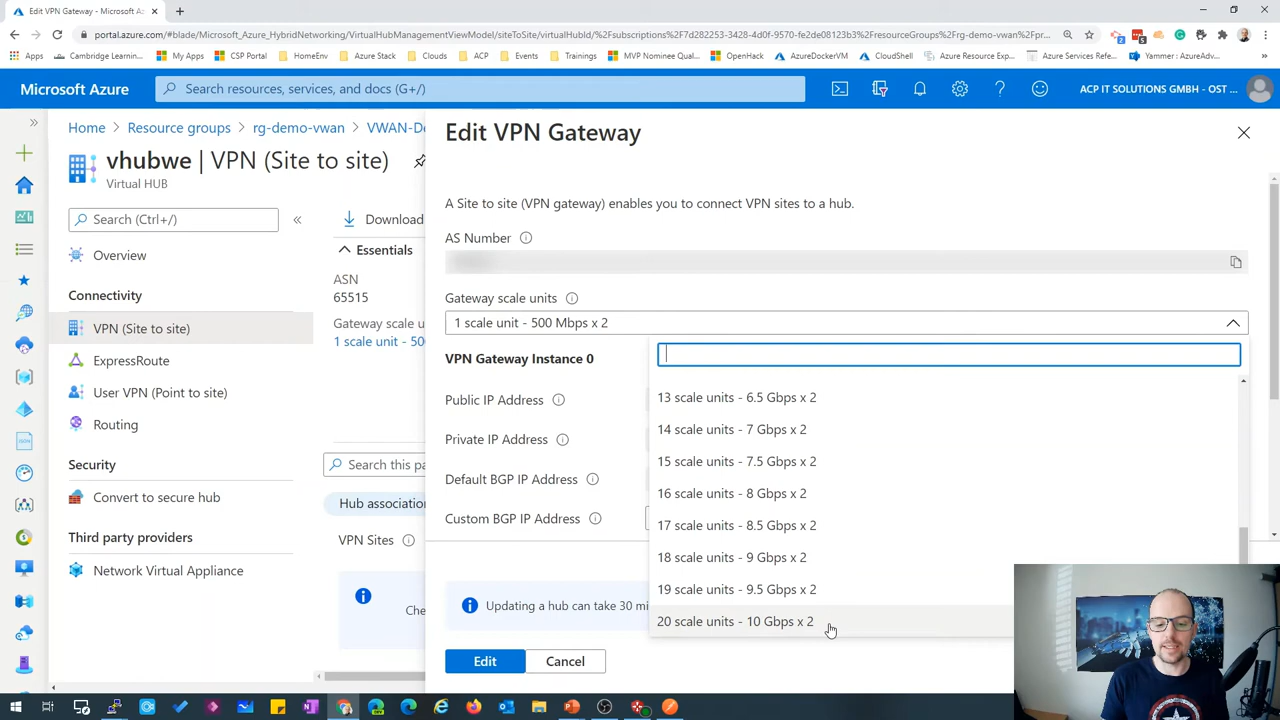 Edit VPN Gateway - Microsoft A
portal.azure.com/#blade/Microsoft_Azure_HybridNetworking/VirtualHubManagementViewModel/siteToSite/virtualHubId/%2Fsubscriptions%2F7d282253-3428-4d0f-9570-fe2de08123b3%2FresourceGroups%2Frg-demo-vwan%2Fpr...
Apps
Cambridge Learning...
My Apps
CSP Portal
HomeEnv
Azure Stack
Clouds
ACP
Events
Trainings
MVP Nominee Qual...
OpenHack
AzureDockerVM
CloudShell
Azure Resource Exp...
Azure Services Refe...
Yammer : AzureAdv...
Microsoft Azure
Search resources, services, and docs (G+/)
ACP IT SOLUTIONS GMBH - OST ...
Home
Resource groups
rg-demo-vwan
VWAN-De
vhubwe | VPN (Site to site)
Virtual HUB
Search (Ctrl+/)
Overview
Connectivity
VPN (Site to site)
ExpressRoute
User VPN (Point to site)
Routing
Security
Convert to secure hub
Third party providers
Network Virtual Appliance
Download
Essentials
ASN
65515
Gateway scale u
1 scale unit - 50
Search this pa
Hub association
VPN Sites
Che
Edit VPN Gateway
A Site to site (VPN gateway) enables you to connect VPN sites to a hub.
AS Number
Gateway scale units
1 scale unit - 500 Mbps x 2
VPN Gateway Instance 0
Public IP Address
Private IP Address
Default BGP IP Address
Custom BGP IP Address
13 scale units - 6.5 Gbps x 2
14 scale units - 7 Gbps x 2
15 scale units - 7.5 Gbps x 2
16 scale units - 8 Gbps x 2
17 scale units - 8.5 Gbps x 2
18 scale units - 9 Gbps x 2
19 scale units - 9.5 Gbps x 2
20 scale units - 10 Gbps x 2
Updating a hub can take 30 mi
Edit
Cancel